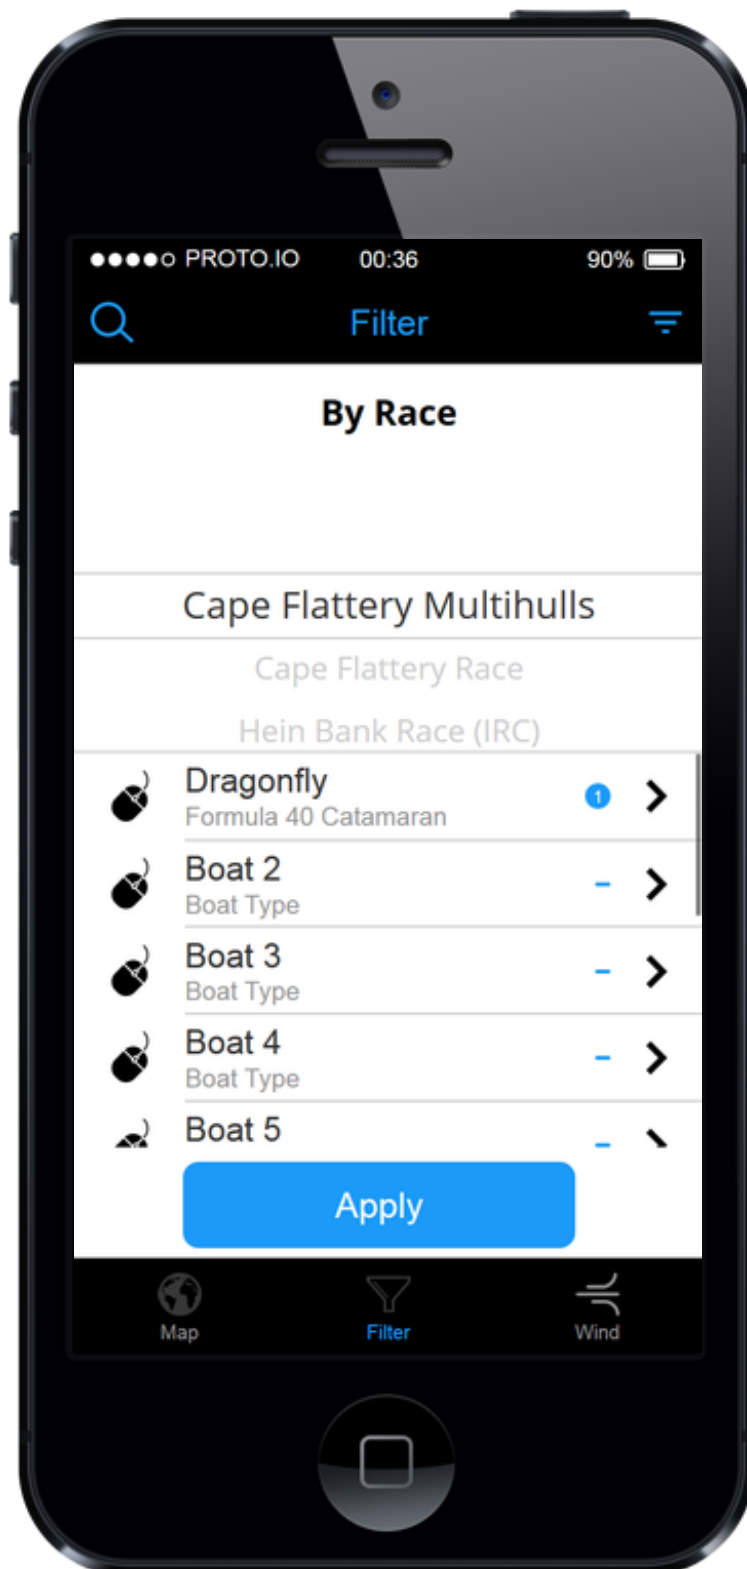 PROTO.IO 00:36 90%
Filter
By Race
Cape Flattery Multihulls
Cape Flattery Race
Hein Bank Race (IRC)
Dragonfly
Formula 40 Catamaran
1
Boat 2
Boat Type
Boat 3
Boat Type
Boat 4
Boat Type
Boat 5
Apply
Map Filter Wind